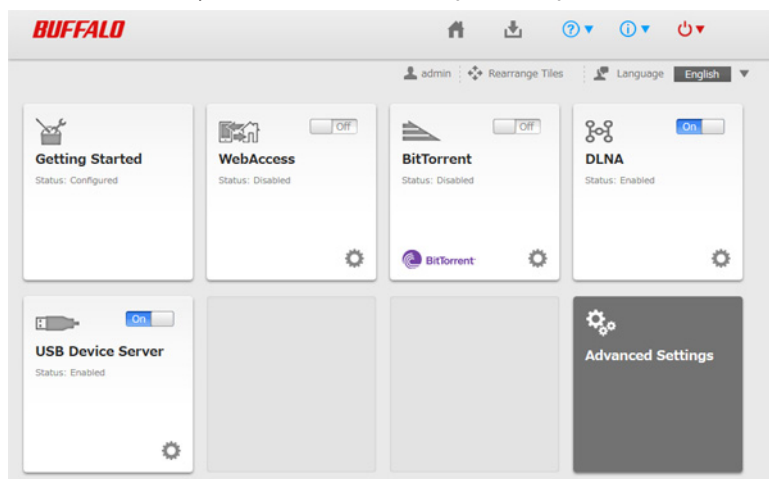 BUFFALO
admin Rearrange Tiles Language English
Off Off On
Getting Started WebAccess BitTorrent DLNA
Status: Configured Status: Disabled Status: Disabled Status: Enabled
BitTorrent
On
USB Device Server Advanced Settings
Status: Enabled